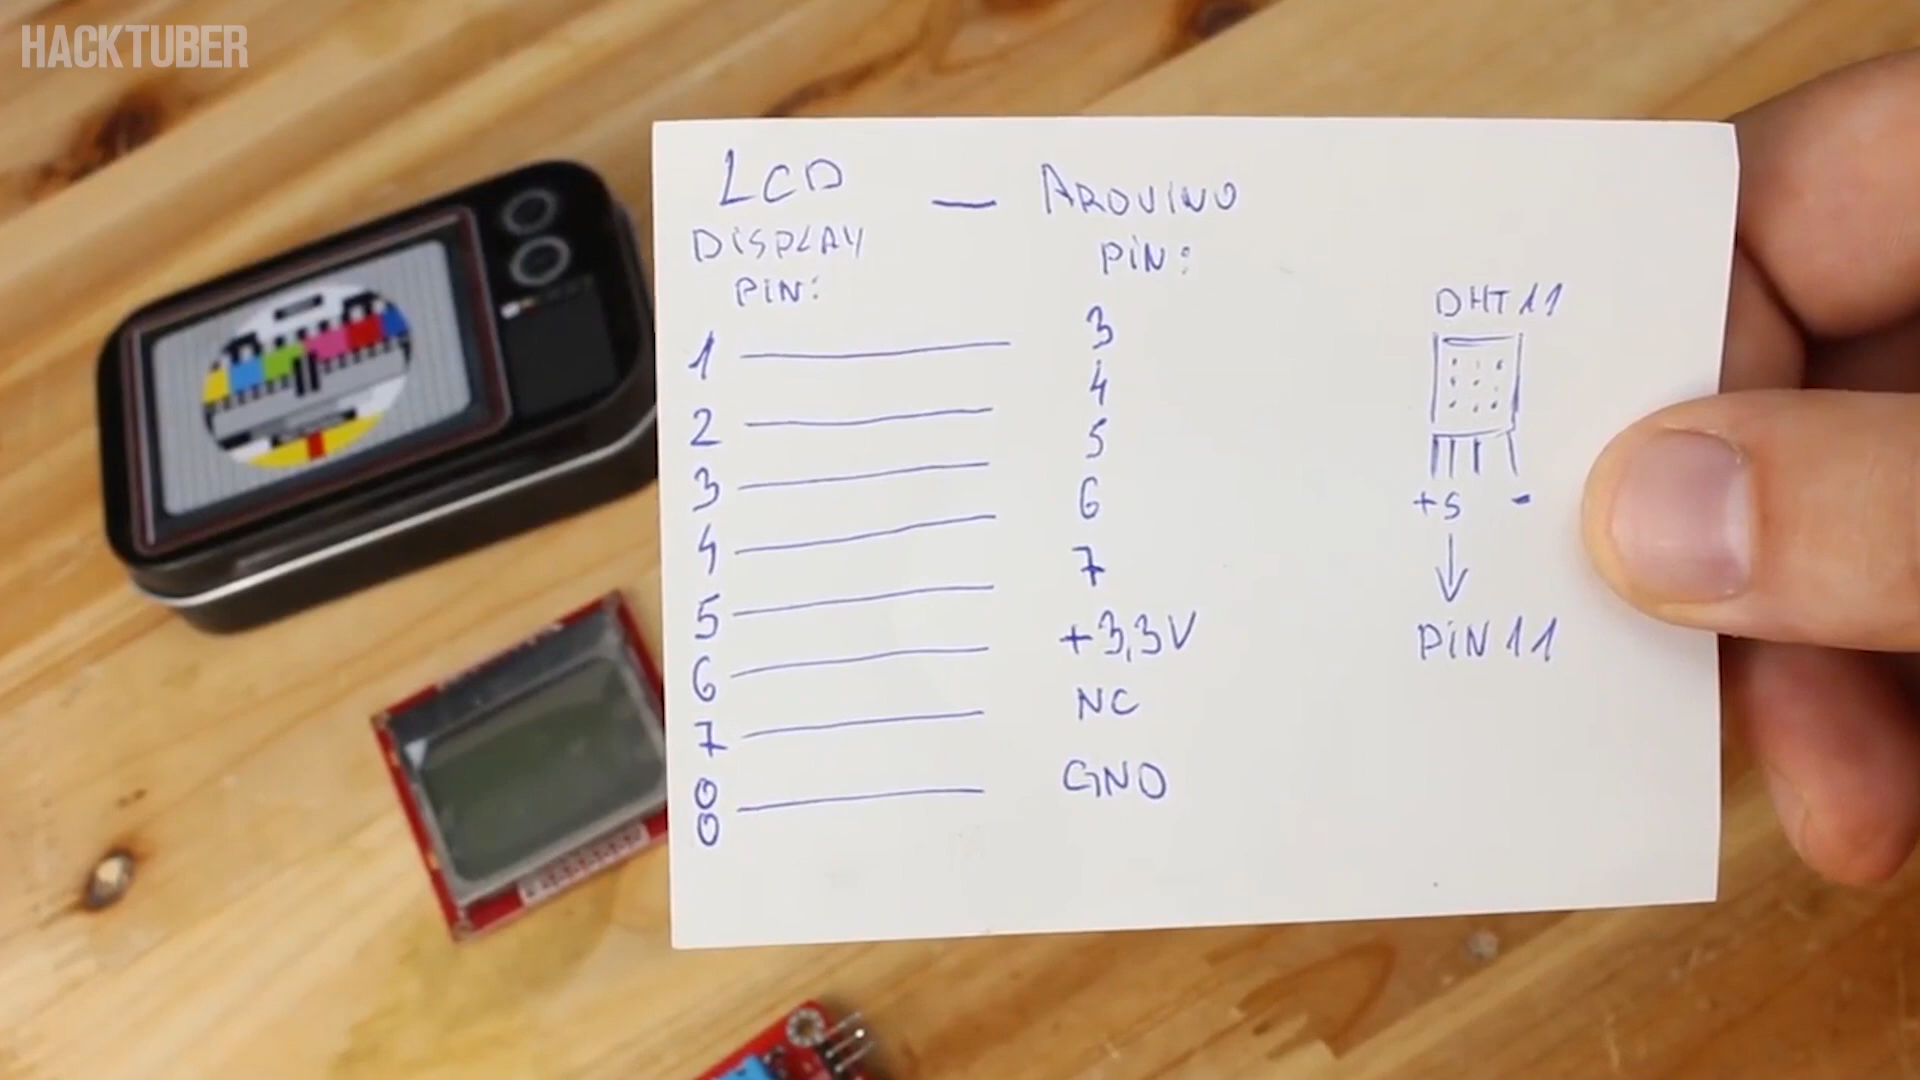 HACKTUBER
LCD — ARDUINO
DISPLAY PIN:
PIN:
1 — 3
2 — 4
3 — 5
4 — 6
5 — 7
6 — +3,3V
7 — NC
8 — GND
DHT11
+S -
PIN 11